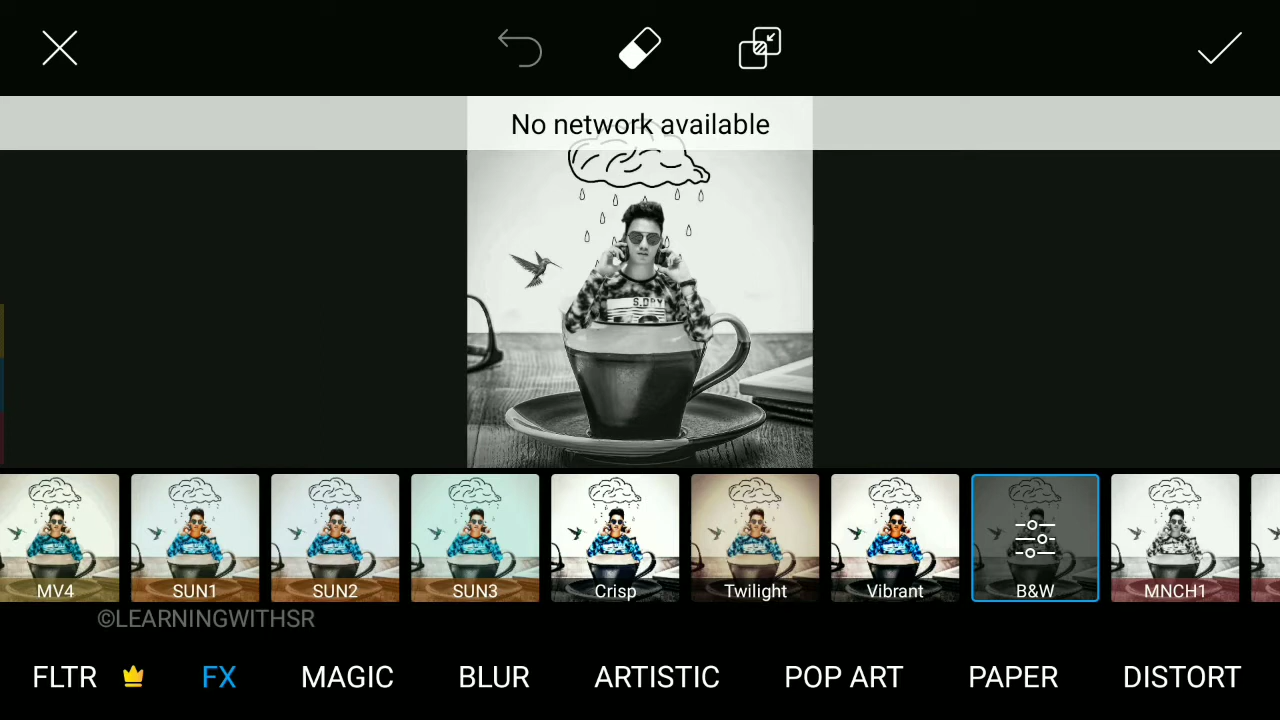 No network available
S.DRY
MV4
SUN1
SUN2
SUN3
Crisp
Twilight
Vibrant
B&W
MNCH1
©LEARNINGWITHSR
FLTR
FX
MAGIC
BLUR
ARTISTIC
POP ART
PAPER
DISTORT